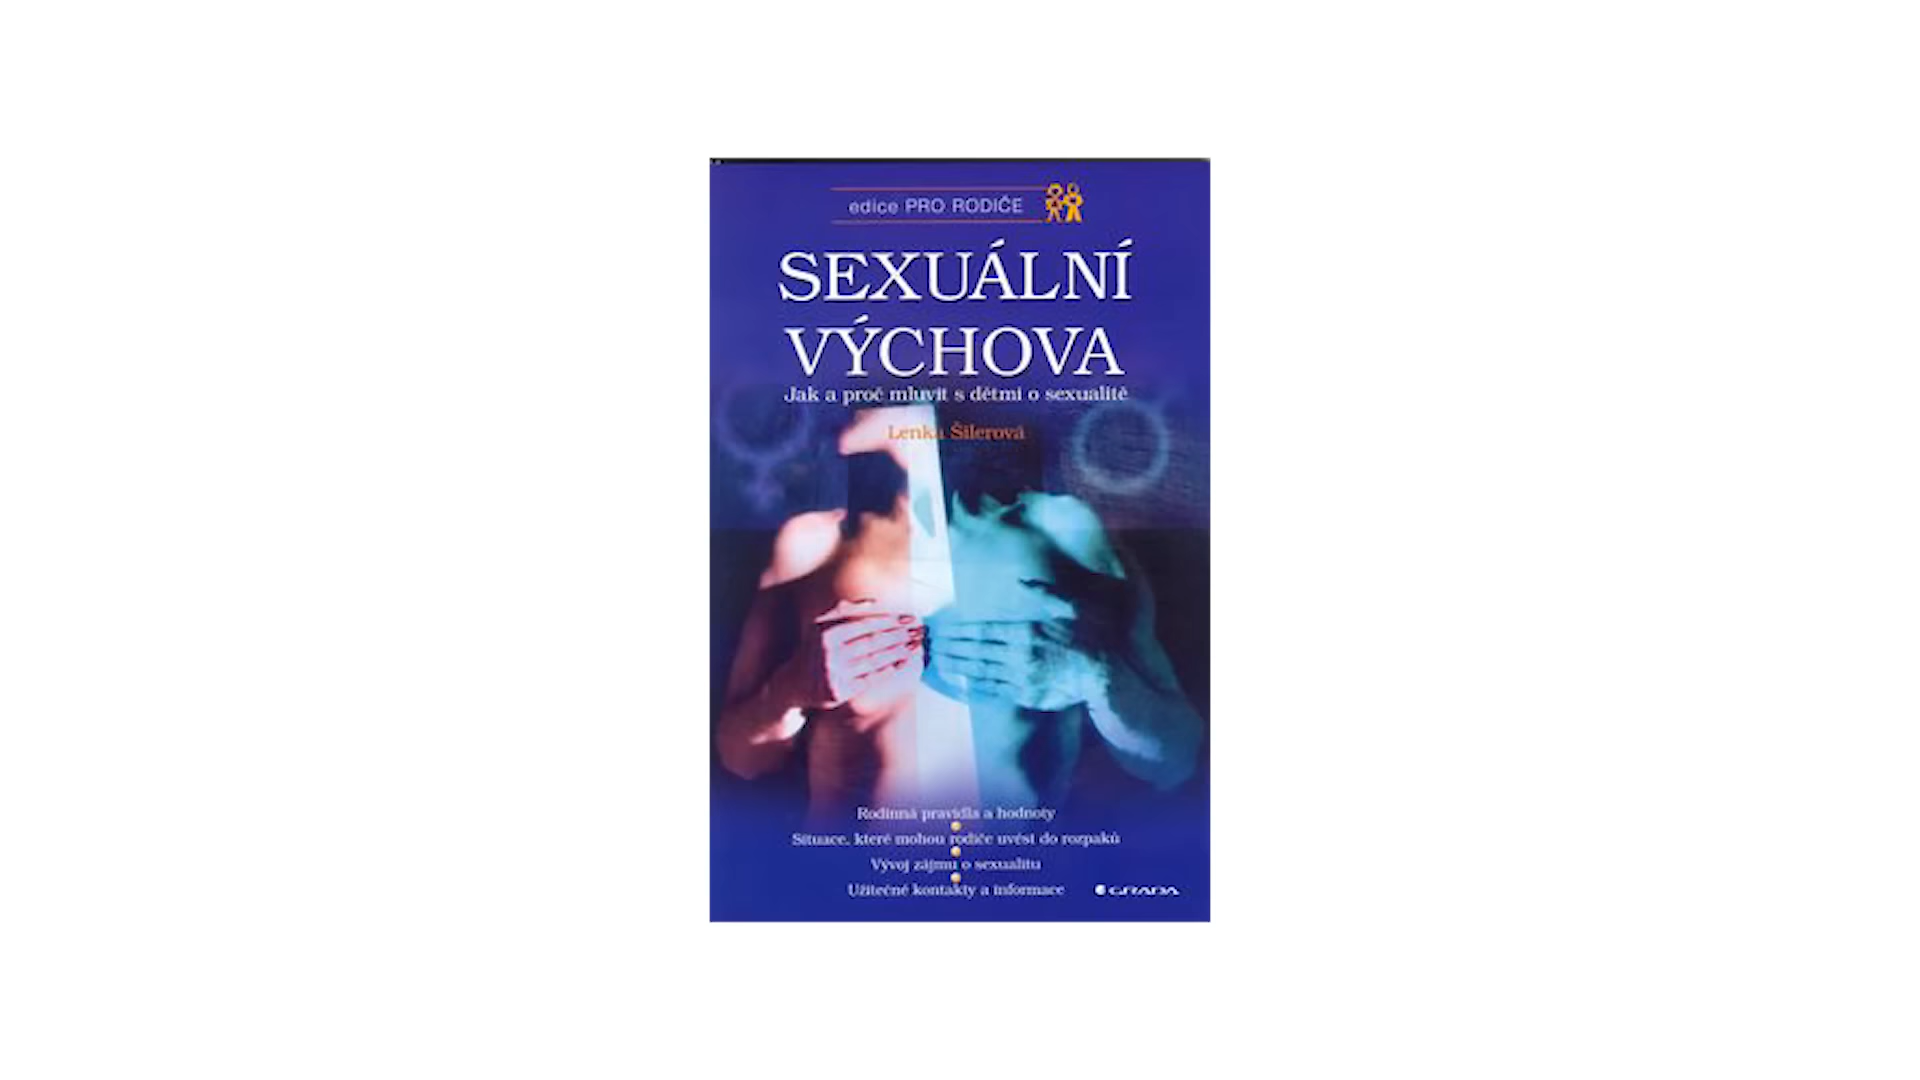 edice PRO RODIČE
SEXUÁLNÍ
VÝCHOVA
Jak a proč mluvit s dětmi o sexualitě
Lenka Šilerová
Rodinná pravidla a hodnoty
Situace, které mohou rodiče uvést do rozpaků
Vývoj zájmu o sexualitu
Užitečné kontakty a informace
GRADA